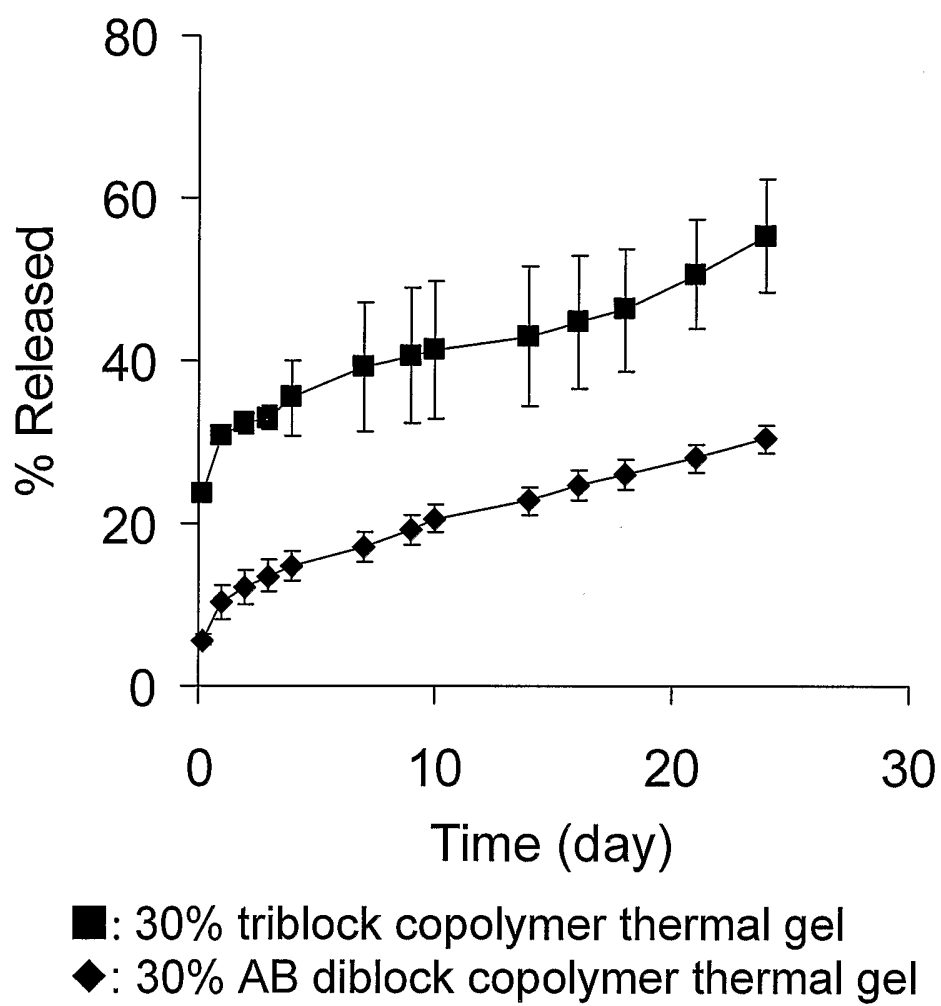 80
60
40
20
0
% Released
0 10 20 30
Time (day)
■: 30% triblock copolymer thermal gel
◆: 30% AB diblock copolymer thermal gel